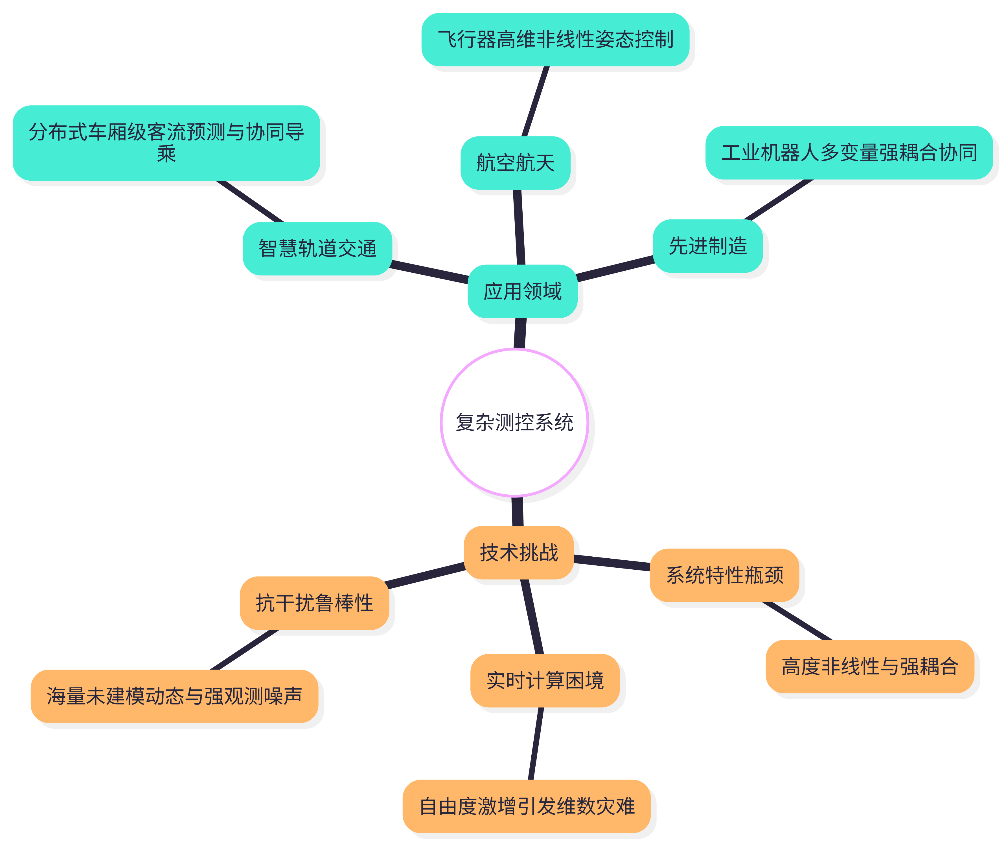 飞行器高维非线性姿态控制
分布式车厢级客流预测与协同导
乘
航空航天
工业机器人多变量强耦合协同
智慧轨道交通
先进制造
应用领域
复杂测控系统
技术挑战
系统特性瓶颈
抗干扰鲁棒性
高度非线性与强耦合
实时计算困境
海量未建模动态与强观测噪声
自由度激增引发维数灾难